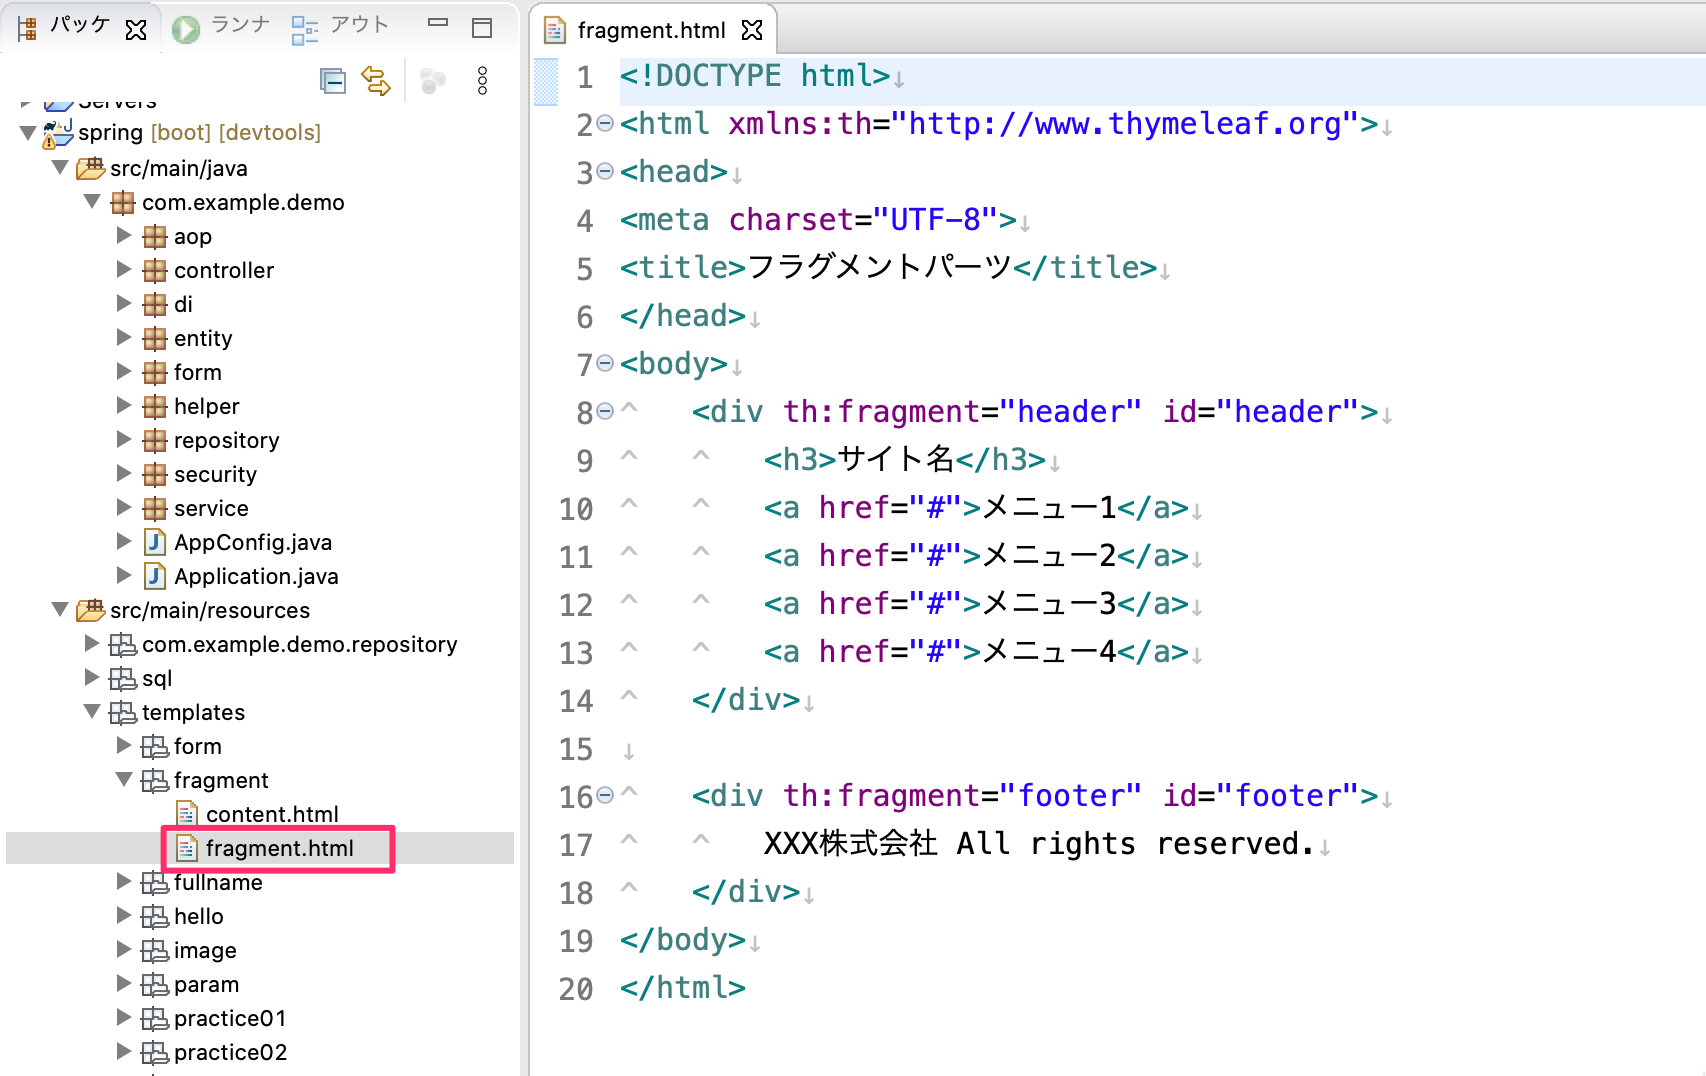 パッケ
ランナ
アウト
Servers
spring [boot] [devtools]
src/main/java
com.example.demo
aop
controller
di
entity
form
helper
repository
security
service
AppConfig.java
Application.java
src/main/resources
com.example.demo.repository
sql
templates
form
fragment
content.html
fragment.html
fullname
hello
image
param
practice01
practice02
fragment.html
1 <!DOCTYPE html>↓
2 <html xmlns:th="http://www.thymeleaf.org">↓
3 <head>↓
4 <meta charset="UTF-8">↓
5 <title>フラグメントパーツ</title>↓
6 </head>↓
7 <body>↓
8 ^ <div th:fragment="header" id="header">↓
9 ^ ^ <h3>サイト名</h3>↓
10 ^ ^ <a href="#">メニュー1</a>↓
11 ^ ^ <a href="#">メニュー2</a>↓
12 ^ ^ <a href="#">メニュー3</a>↓
13 ^ ^ <a href="#">メニュー4</a>↓
14 ^ </div>↓
15 ↓
16 ^ <div th:fragment="footer" id="footer">↓
17 ^ ^ XXX株式会社 All rights reserved.↓
18 ^ </div>↓
19 </body>↓
20 </html>